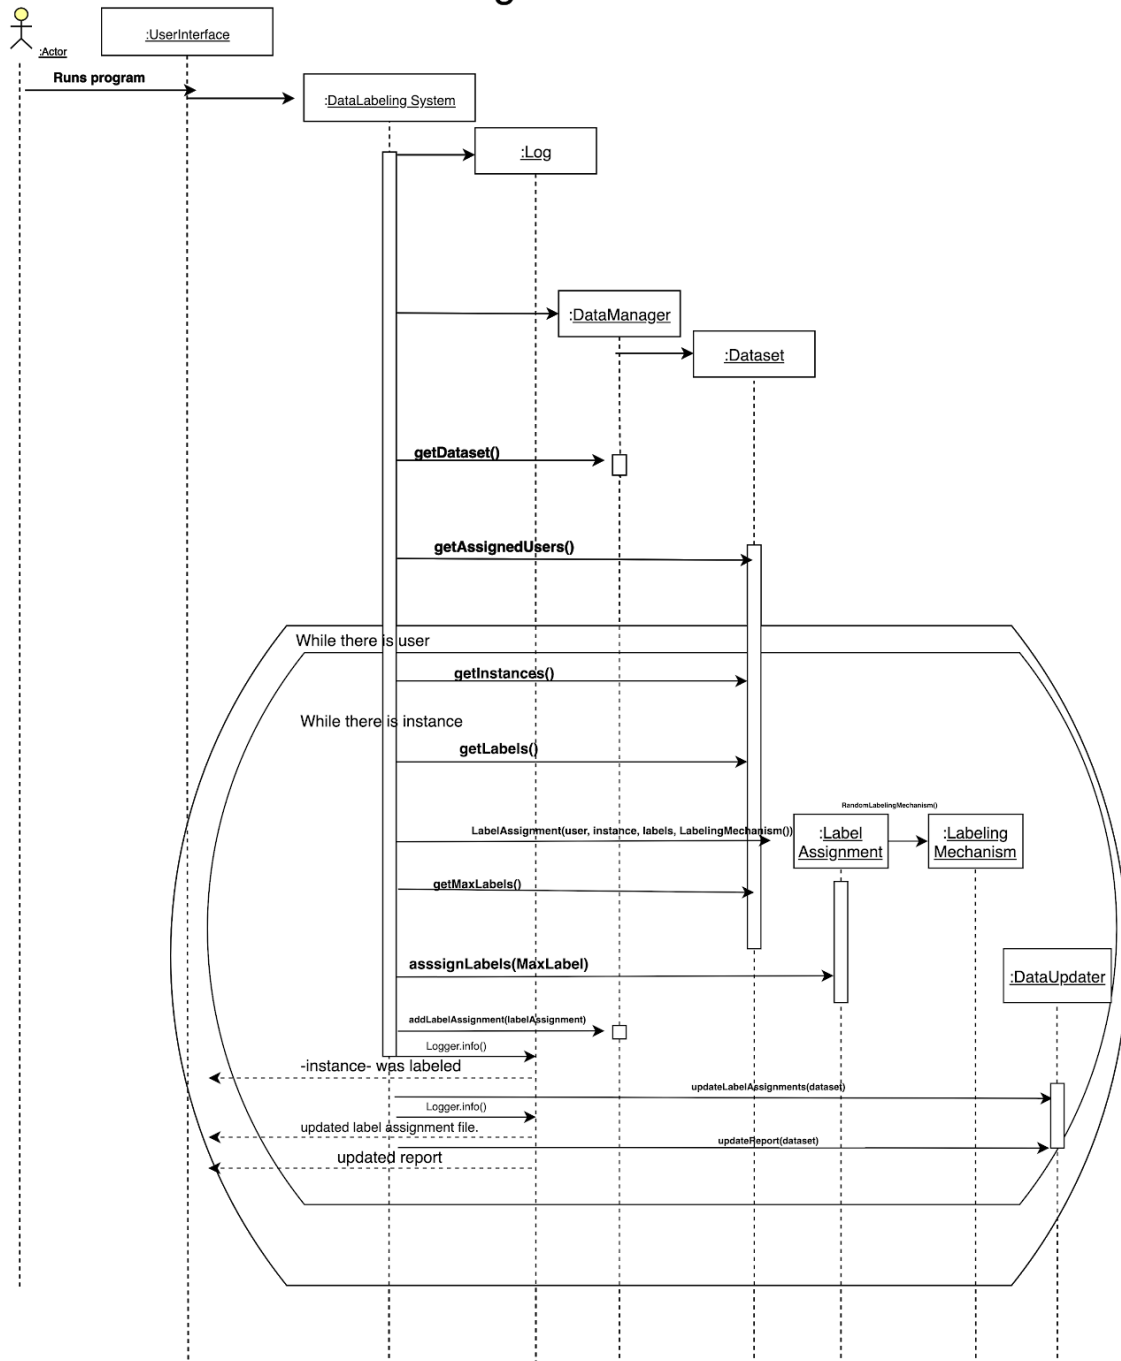 g
:Actor
:UserInterface
Runs program
:DataLabeling System
:Log
:DataManager
:Dataset
getDataset()
getAssignedUsers()
While there is user
getInstances()
While there is instance
getLabels()
RandomLabelingMechanism()
LabelAssignment(user, instance, labels, LabelingMechanism())
:Label
Assignment
:Labeling
Mechanism
getMaxLabels()
asssignLabels(MaxLabel)
:DataUpdater
addLabelAssignment(labelAssignment)
Logger.info()
-instance- was labeled
updateLabelAssignments(dataset)
Logger.info()
updated label assignment file.
updateReport(dataset)
updated report